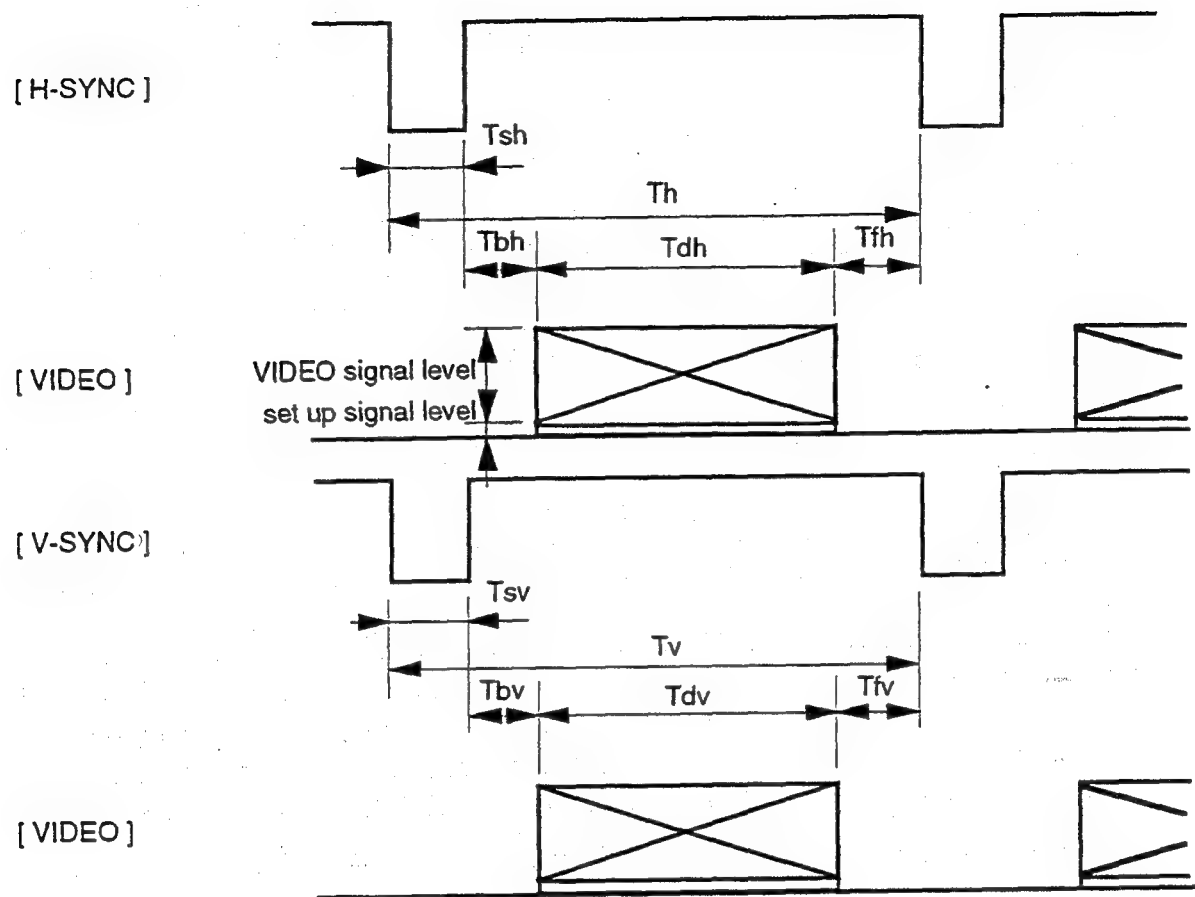 [ H-SYNC ]
Tsh
Th
Tbh
Tdh
Tfh
[ VIDEO ]
VIDEO signal level
set up signal level
[ V-SYNC ]
Tsv
Tv
Tbv
Tdv
Tfv
[ VIDEO ]